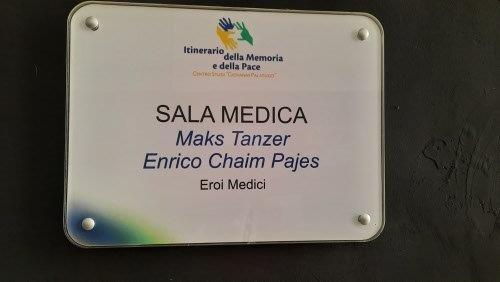 Itinerario
della Memoria
e della Pace
CENTRO STUDI "GIOVANNI PALATUCCI"
SALA MEDICA
Maks Tanzer
Enrico Chaim Pajes
Eroi Medici